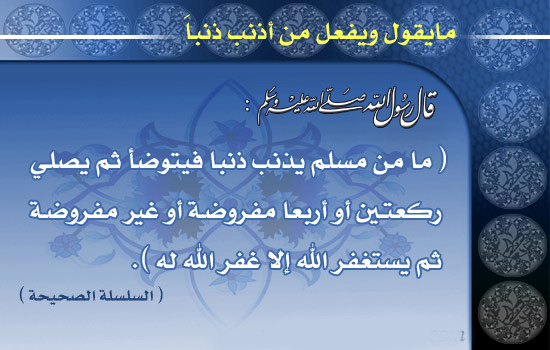 مايقول ويفعل من أذنب ذنباَ
قال رسول الله صلى الله عليه وسلم :
( ما من مسلم يذنب ذنبا فيتوضأ ثم يصلي
ركعتين أو أربعا مفروضة أو غير مفروضة
ثم يستغفر الله إلا غفر الله له ).
( السلسلة الصحيحة )